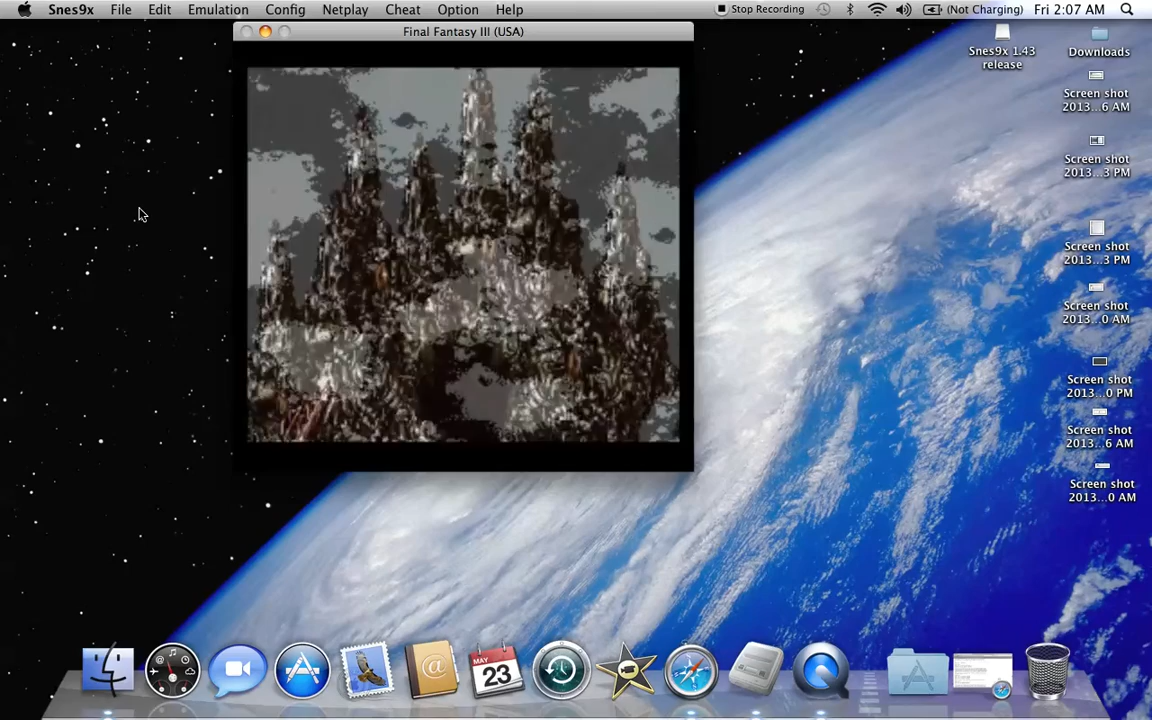 Snes9x File Edit Emulation Config Netplay Cheat Option Help Stop Recording (Not Charging) Fri 2:07 AM
Final Fantasy III (USA)
Snes9x 1.43
release
Downloads
Screen shot
2013...6 AM
Screen shot
2013...3 PM
Screen shot
2013...3 PM
Screen shot
2013...0 AM
Screen shot
2013...0 PM
Screen shot
2013...6 AM
Screen shot
2013...0 AM
MAY
23